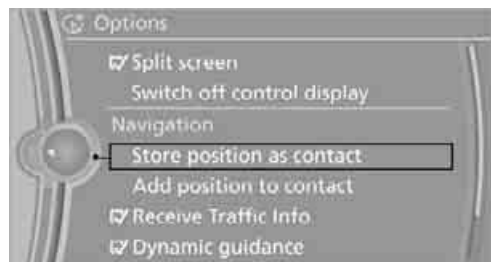 Options
Split screen
Switch off control display
Navigation
Store position as contact
Add position to contact
Receive Traffic Info
Dynamic guidance